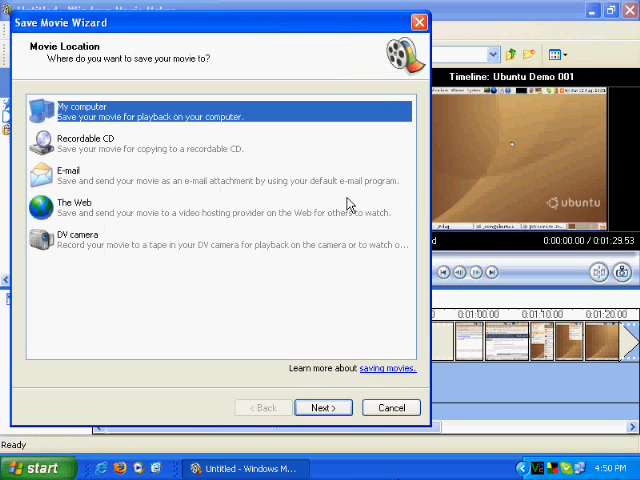 Untitled - Windows Movie Maker
Save Movie Wizard
Movie Location
Where do you want to save your movie to?
My computer
Save your movie for playback on your computer.
Recordable CD
Save your movie for copying to a recordable CD.
E-mail
Save and send your movie as an e-mail attachment by using your default e-mail program.
The Web
Save and send your movie to a video hosting provider on the Web for others to watch.
DV camera
Record your movie to a tape in your DV camera for playback on the camera or to watch o...
Learn more about saving movies.
< Back
Next >
Cancel
Timeline: Ubuntu Demo 001
ubuntu
0:00:00.00 / 0:01:29.53
0:01:00.00 0:01:10.00 0:01:20.00
Ready
start
Untitled - Windows M...
4:50 PM